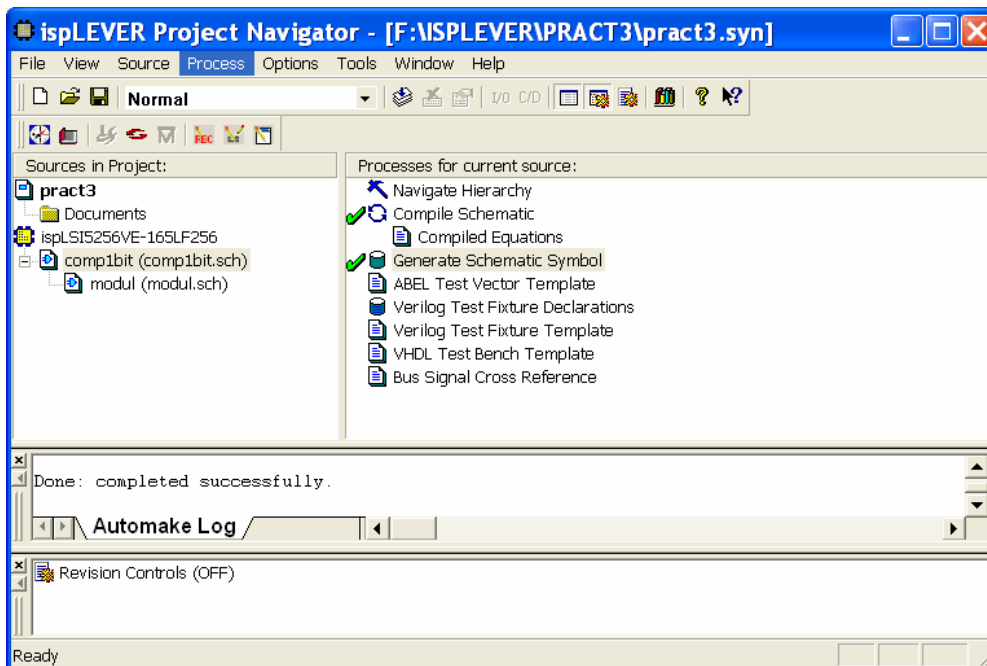 ispLEVER Project Navigator - [F:\ISPLEVER\PRACT3\pract3.syn]
File View Source Process Options Tools Window Help
Normal
I/O C/D
REC
Sources in Project:
pract3
Documents
ispLSI5256VE-165LF256
comp1bit (comp1bit.sch)
modul (modul.sch)
Processes for current source:
Navigate Hierarchy
Compile Schematic
Compiled Equations
Generate Schematic Symbol
ABEL Test Vector Template
Verilog Test Fixture Declarations
Verilog Test Fixture Template
VHDL Test Bench Template
Bus Signal Cross Reference
Done: completed successfully.
Automake Log
Revision Controls (OFF)
Ready